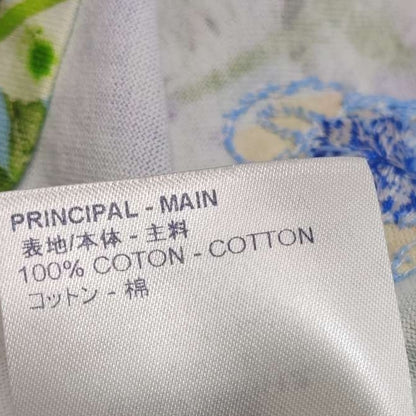 PRINCIPAL - MAIN
表地/本体 - 主料
100% COTON - COTTON
コットン - 棉